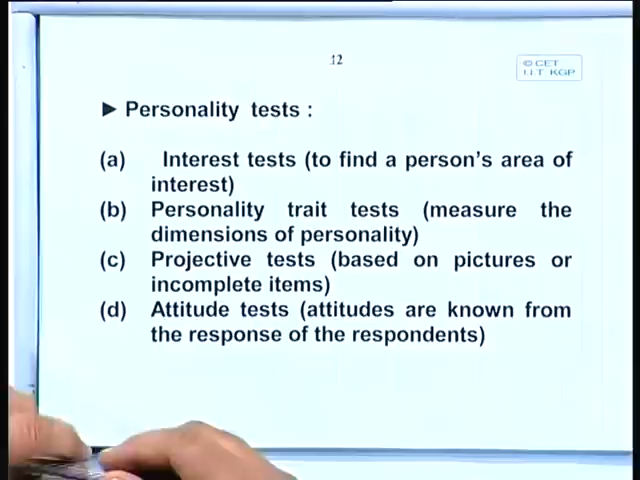 12
© CET
I.I.T KGP
► Personality tests :
(a) Interest tests (to find a person's area of
interest)
(b) Personality trait tests (measure the
dimensions of personality)
(c) Projective tests (based on pictures or
incomplete items)
(d) Attitude tests (attitudes are known from
the response of the respondents)